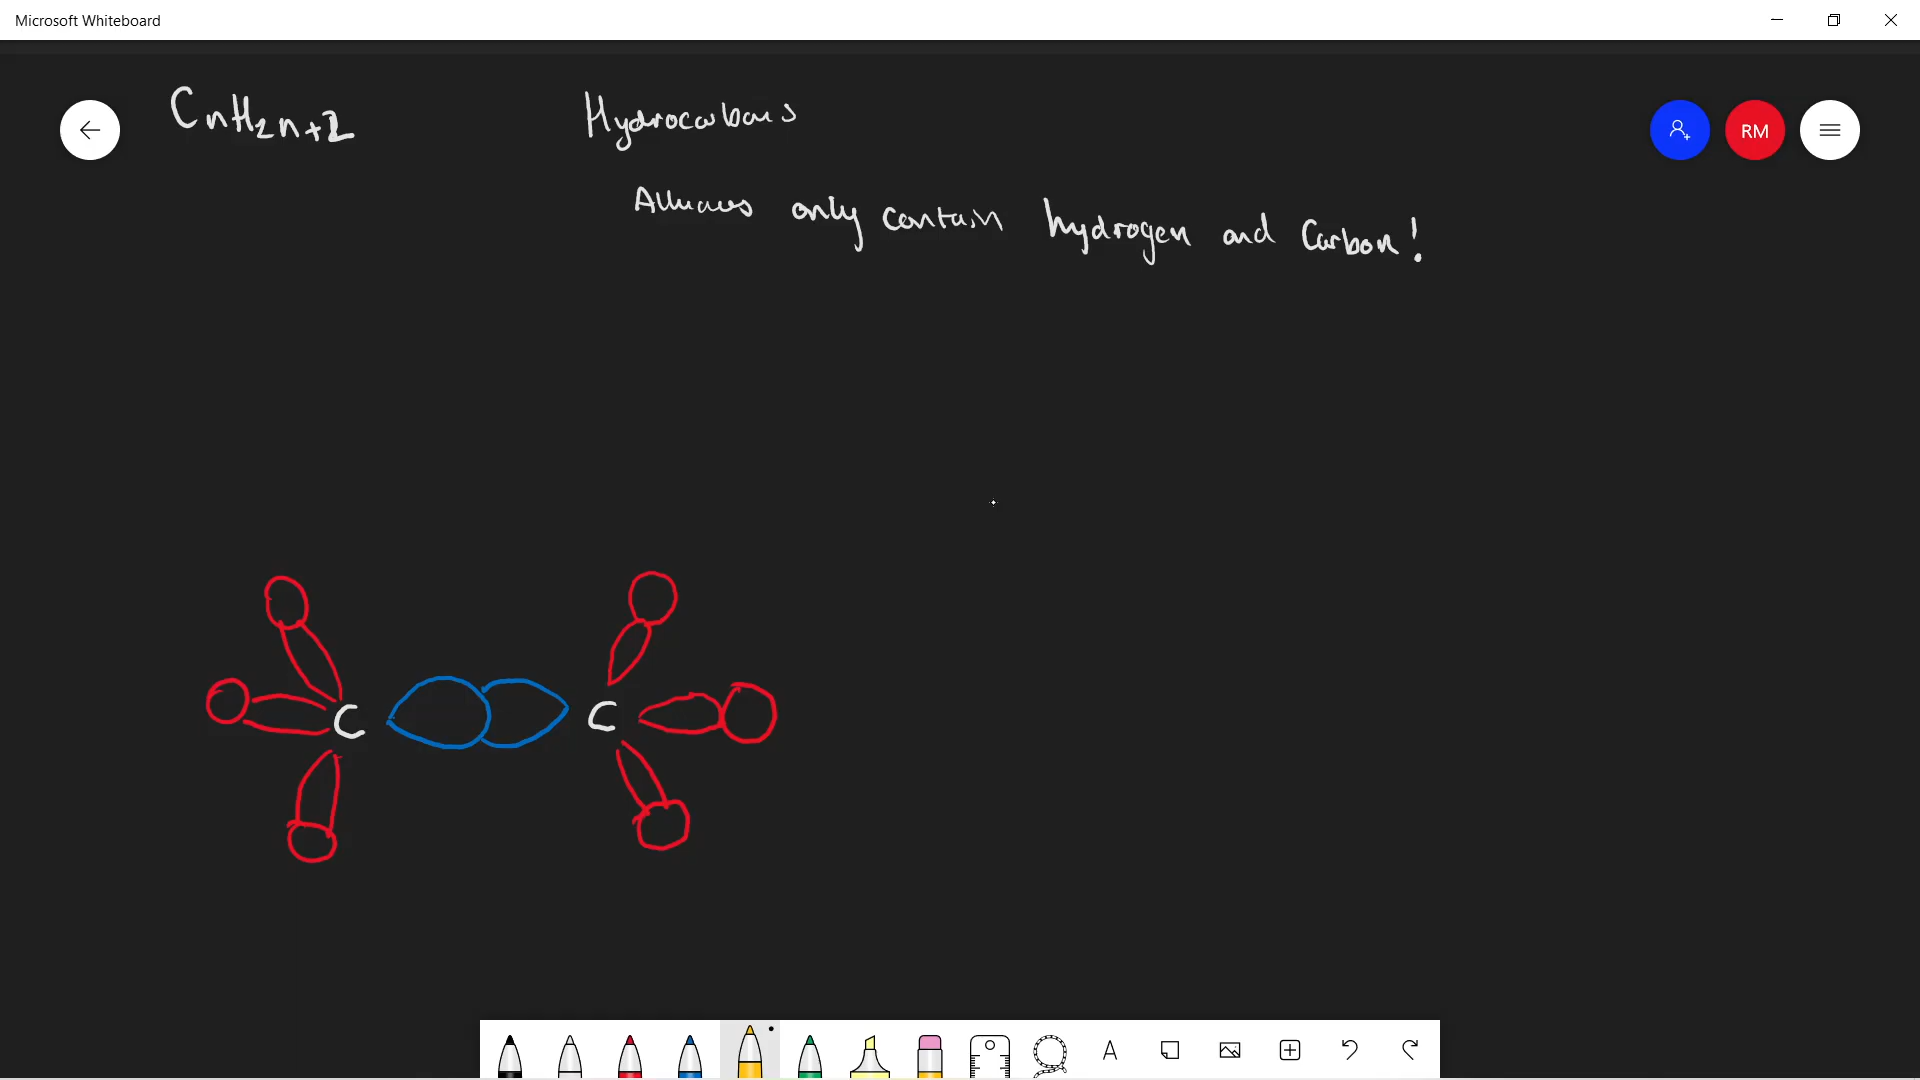 Microsoft Whiteboard
CnH2n+2
Hydrocarbons
RM
Alkanes only contain hydrogen and Carbon!
C C
A